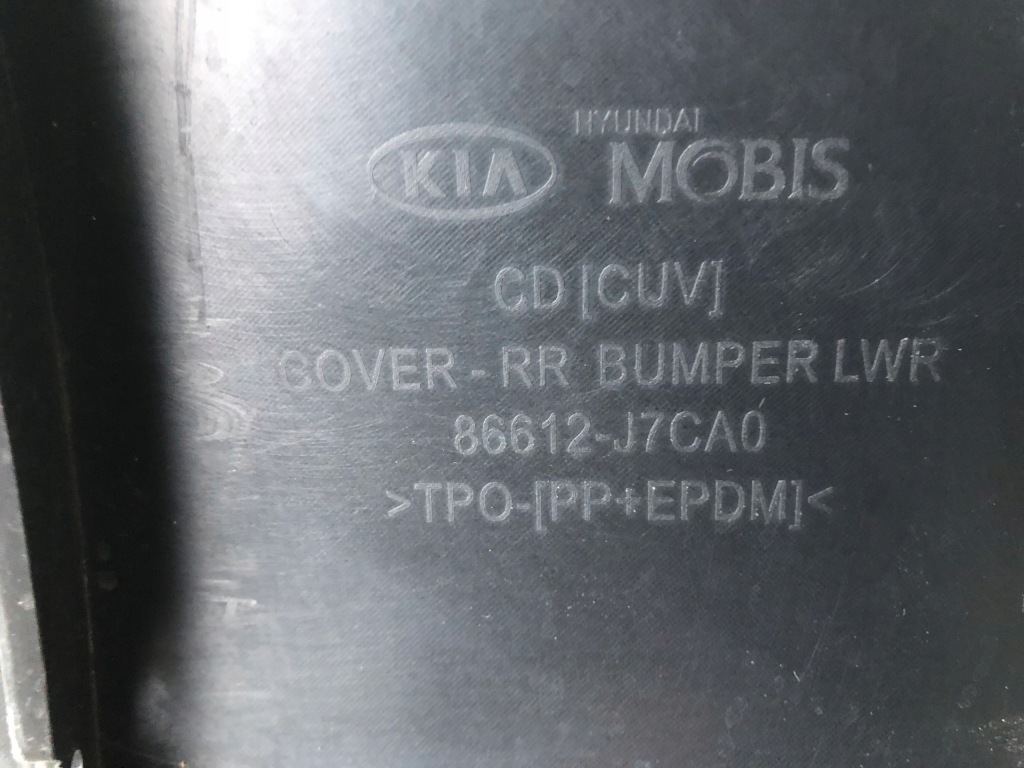 HYUNDAI
KIA MOBIS
CD [CUV]
COVER-RR BUMPER LWR
86612-J7CA0
>TPO-[PP+EPDM]<